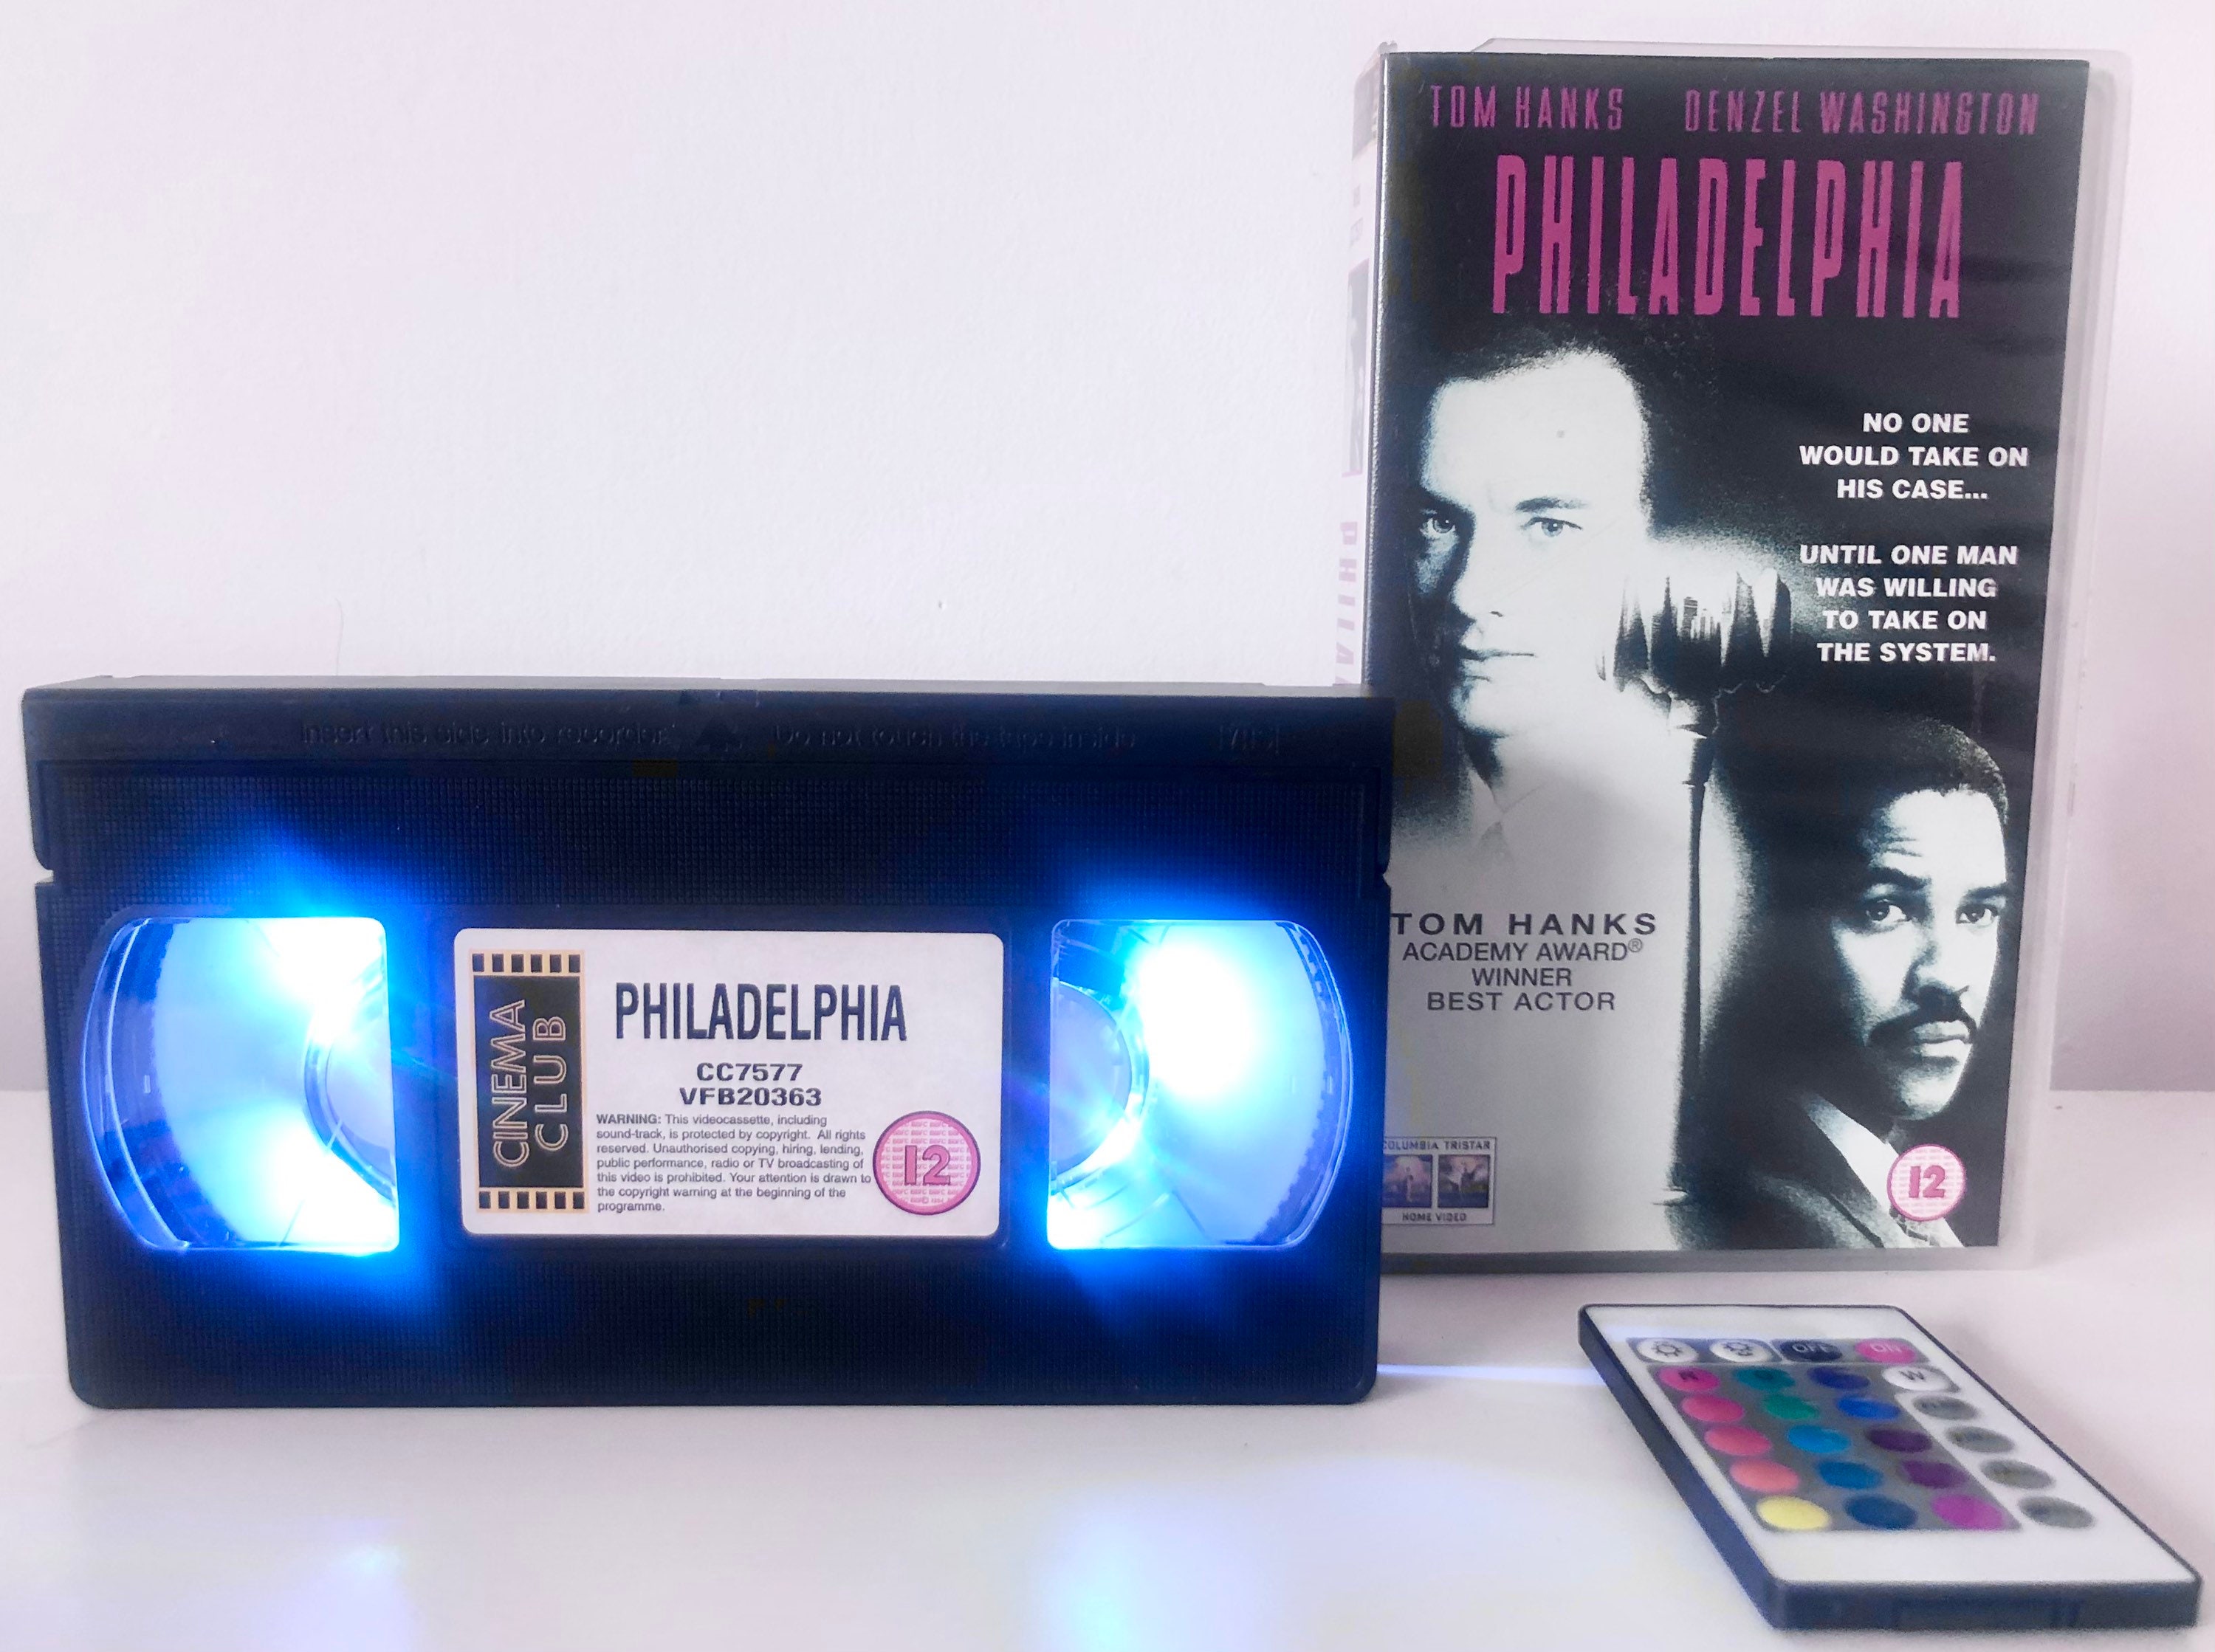 TOM HANKS DENZEL WASHINGTON
PHILADELPHIA
NO ONE
WOULD TAKE ON
HIS CASE...
UNTIL ONE MAN
WAS WILLING
TO TAKE ON
THE SYSTEM.
TOM HANKS
ACADEMY AWARD®
WINNER
BEST ACTOR
COLUMBIA TRISTAR
HOME VIDEO
12
Insert this side into recorder
Do not touch the tape inside
VHS
CINEMA
CLUB
PHILADELPHIA
CC7577
VFB20363
WARNING: This videocassette, including
sound-track, is protected by copyright. All rights
reserved. Unauthorised copying, hiring, lending,
public performance, radio or TV broadcasting of
this video is prohibited. Your attention is drawn to
the copyright warning at the beginning of the
programme.
12
OFF ON
W